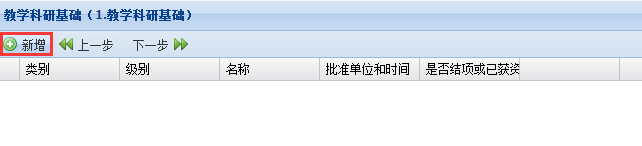 教学科研基础（1.教学科研基础）
新增 上一步 下一步
类别 级别 名称 批准单位和时间 是否结项或已获资